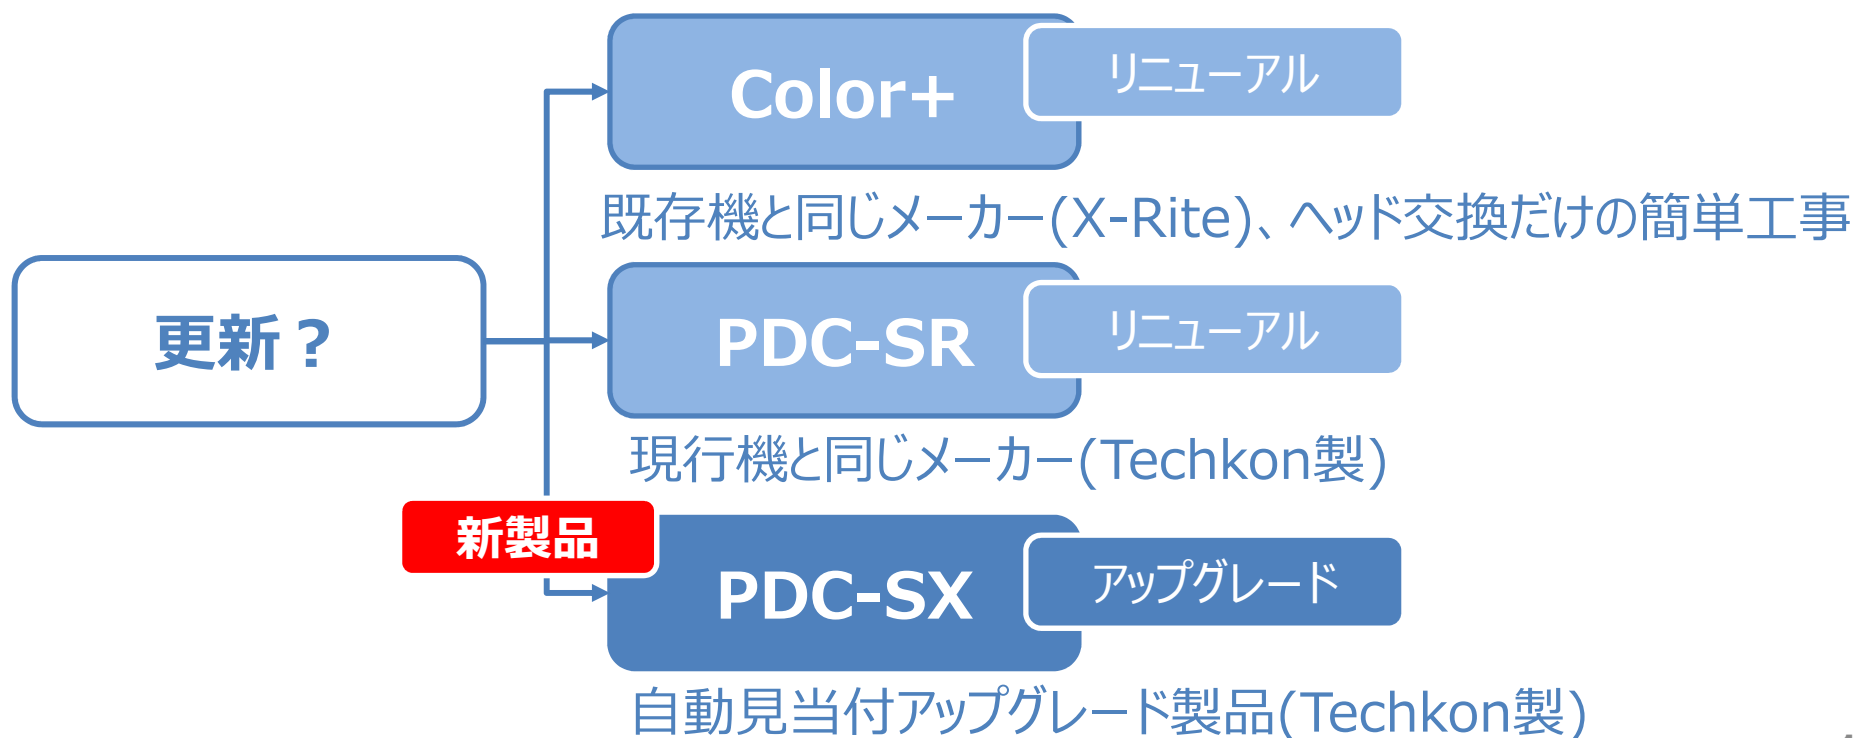 Color+
リニューアル
既存機と同じメーカー(X-Rite)、ヘッド交換だけの簡単工事
更新？
PDC-SR
リニューアル
現行機と同じメーカー(Techkon製)
新製品
PDC-SX
アップグレード
自動見当付アップグレード製品(Techkon製)